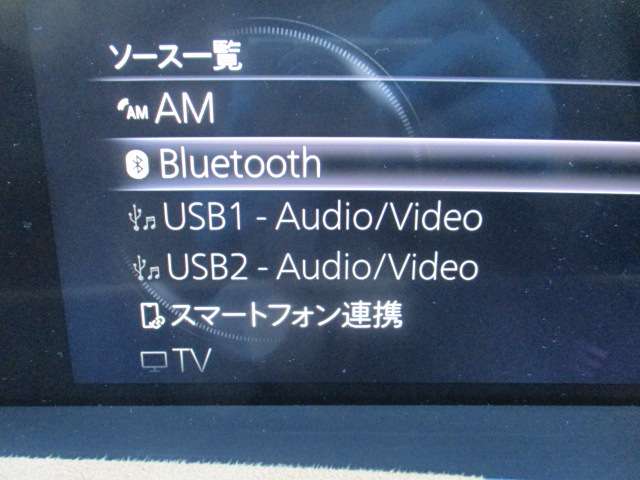 ソース一覧
AM AM
Bluetooth
USB1 - Audio/Video
USB2 - Audio/Video
スマートフォン連携
TV